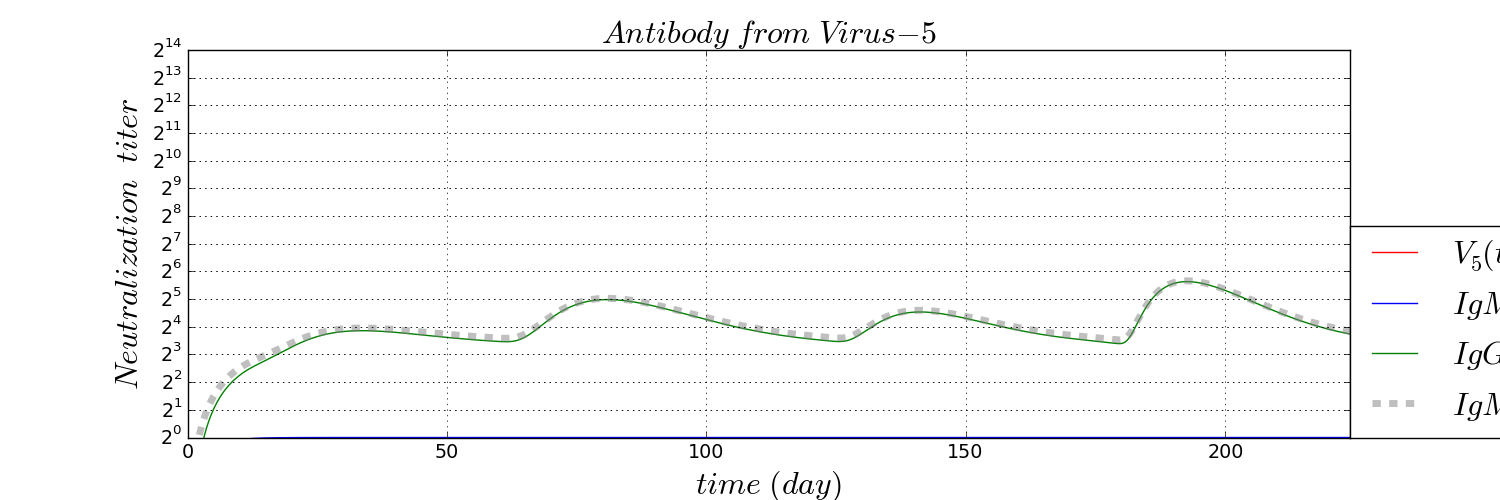 Antibody from Virus−5
2^14
2^13
2^12
2^11
2^10
2^9
2^8
2^7
2^6
2^5
2^4
2^3
2^2
2^1
2^0
Neutralization titer
0 50 100 150 200
time (day)
V_5(t
IgM
IgG
IgM